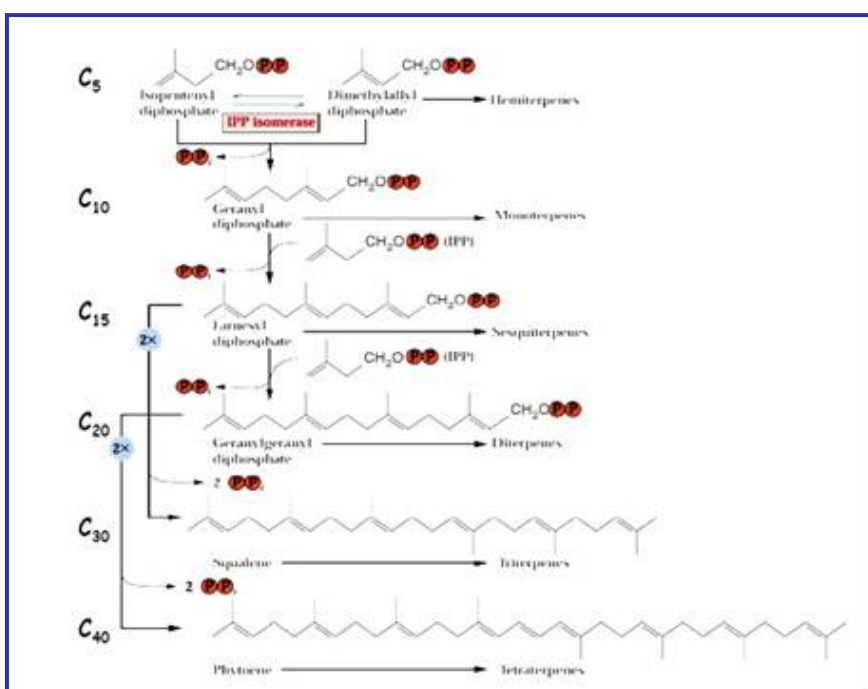 C5
CH2O P P
CH2O P P
Isopentenyl diphosphate
Dimethylallyl diphosphate
Hemiterpenes
IPP isomerase
P P i
C10
CH2O P P
Geranyl diphosphate
Monoterpenes
CH2O P P (IPP)
P P i
C15
CH2O P P
Farnesyl diphosphate
Sesquiterpenes
2×
CH2O P P (IPP)
P P i
C20
CH2O P P
Geranylgeranyl diphosphate
Diterpenes
2×
2 P P i
C30
Squalene
Triterpenes
2 P P i
C40
Phytoene
Tetraterpenes